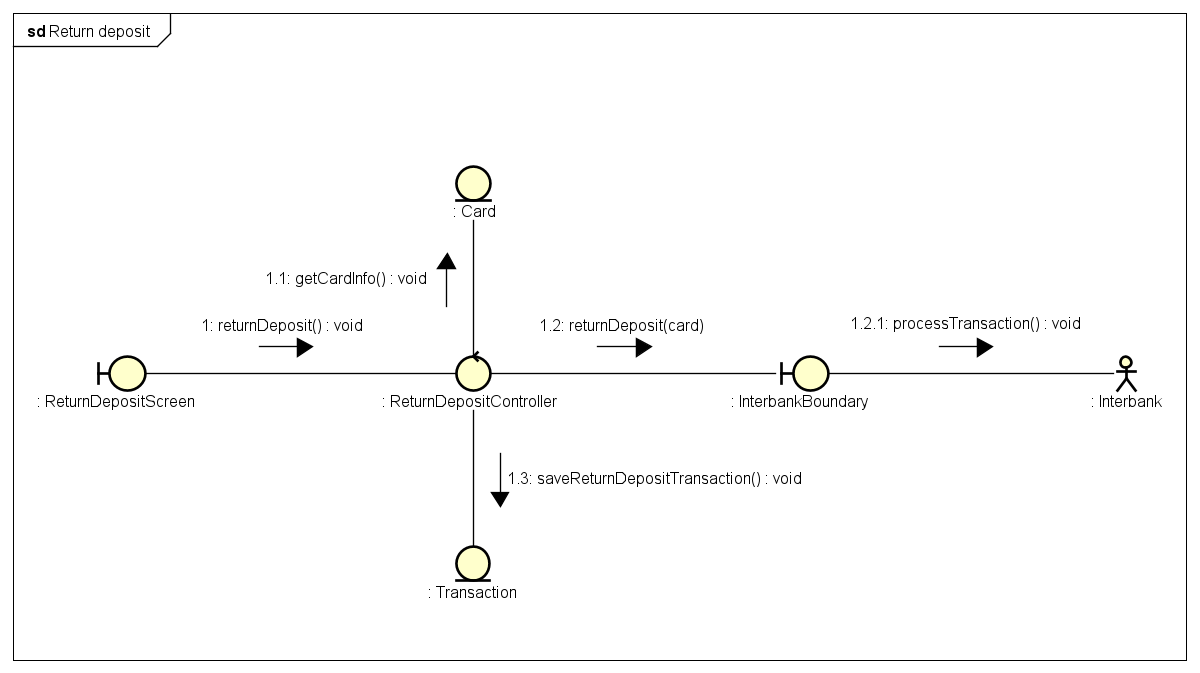 sd Return deposit
: Card
1.1: getCardInfo() : void
1: returnDeposit() : void
1.2: returnDeposit(card)
1.2.1: processTransaction() : void
: ReturnDepositScreen
: ReturnDepositController
: InterbankBoundary
: Interbank
1.3: saveReturnDepositTransaction() : void
: Transaction